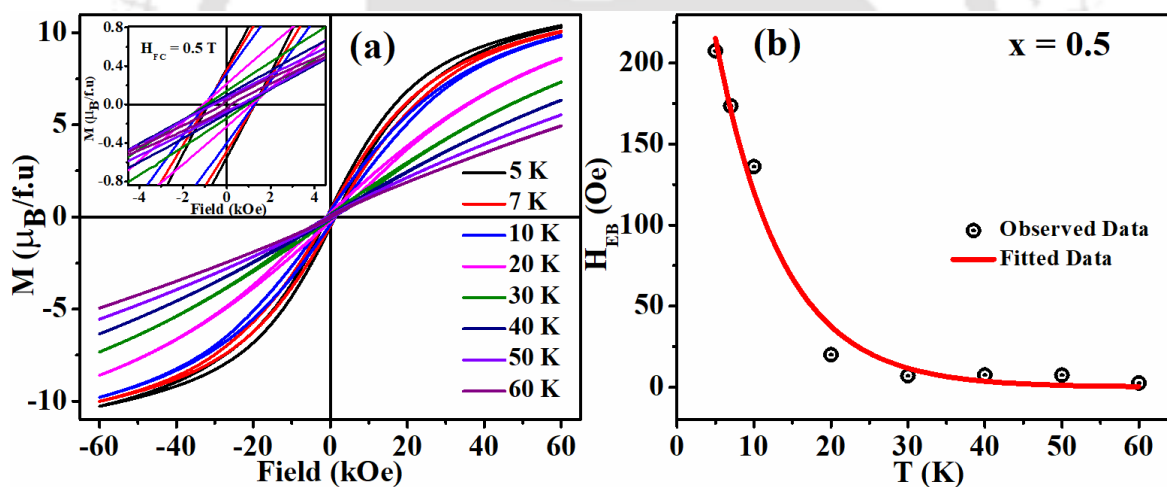 (a)
H_FC = 0.5 T
M (μ_B/f.u)
0.8
0.4
0.0
-0.4
-0.8
-4 -2 0 2 4
Field (kOe)
M (μ_B/f.u)
10
5
0
-5
-10
5 K
7 K
10 K
20 K
30 K
40 K
50 K
60 K
-60 -40 -20 0 20 40 60
Field (kOe)
(b)
x = 0.5
H_EB (Oe)
200
150
100
50
0
Observed Data
Fitted Data
0 10 20 30 40 50 60
T (K)